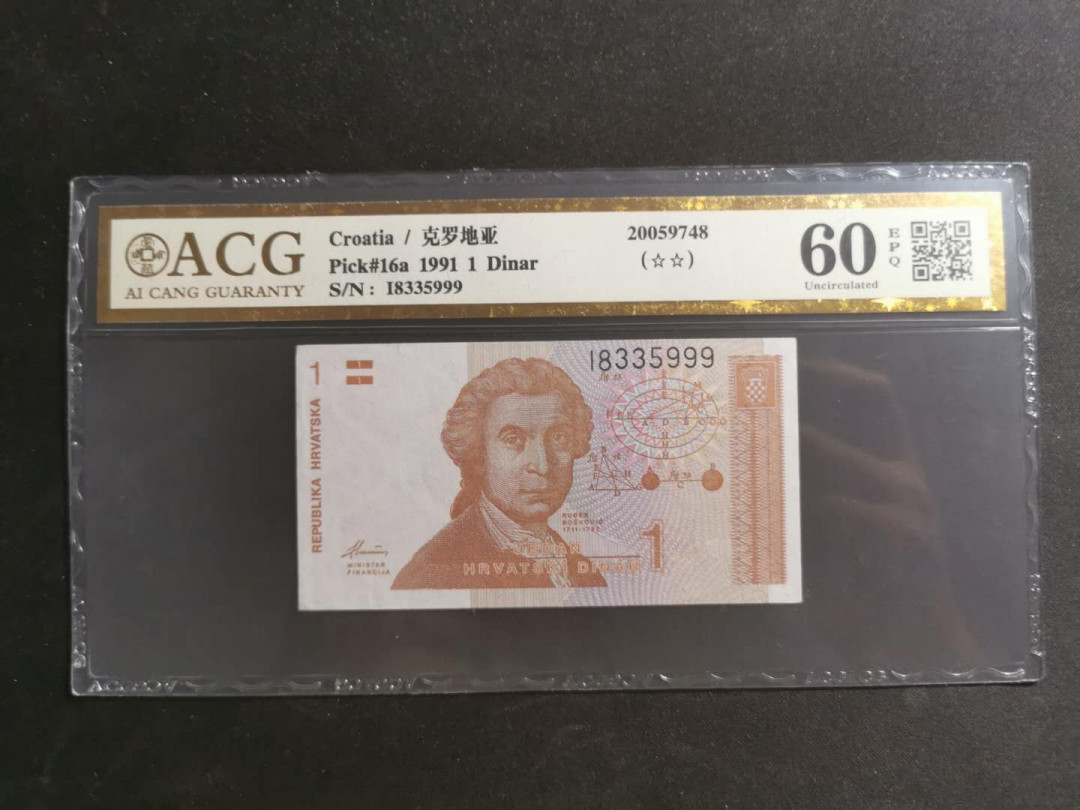 ACG
AI CANG GUARANTY
Croatia / 克罗地亚
Pick#16a 1991 1 Dinar
S/N: I8335999
20059748
(☆☆)
60
EPQ
Uncirculated
1
I8335999
REPUBLIKA HRVATSKA
RUĐER
BOŠKOVIĆ
MINISTAR
FINANCIJA
JEDAN
HRVATSKI DINAR
1